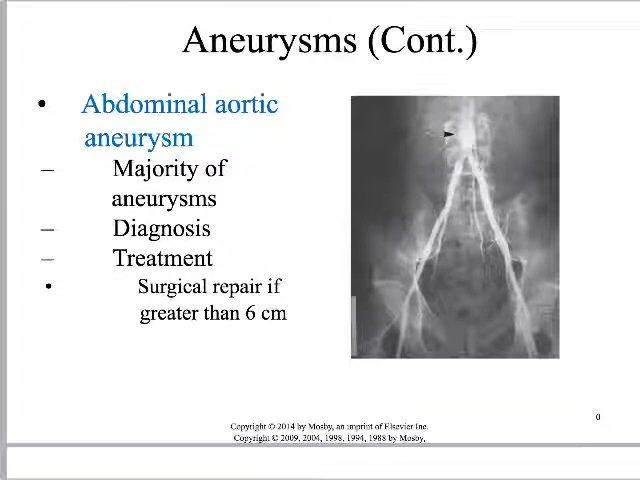 Aneurysms (Cont.)
• Abdominal aortic
aneurysm
– Majority of
aneurysms
– Diagnosis
– Treatment
• Surgical repair if
greater than 6 cm
0
Copyright © 2014 by Mosby, an imprint of Elsevier Inc.
Copyright © 2009, 2004, 1998, 1994, 1988 by Mosby,